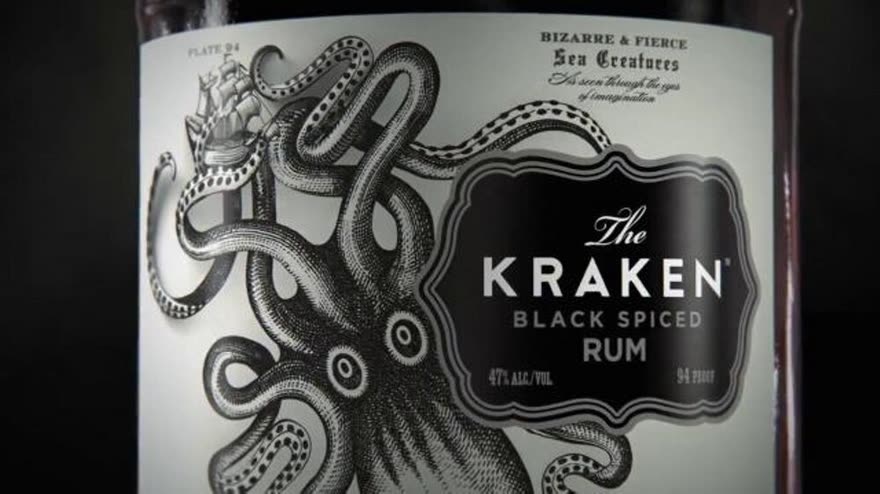 PLATE 94
BIZARRE & FIERCE
Sea Creatures
As seen through the eyes
of imagination
The
KRAKEN®
BLACK SPICED
RUM
47% ALC/VOL
94 PROOF